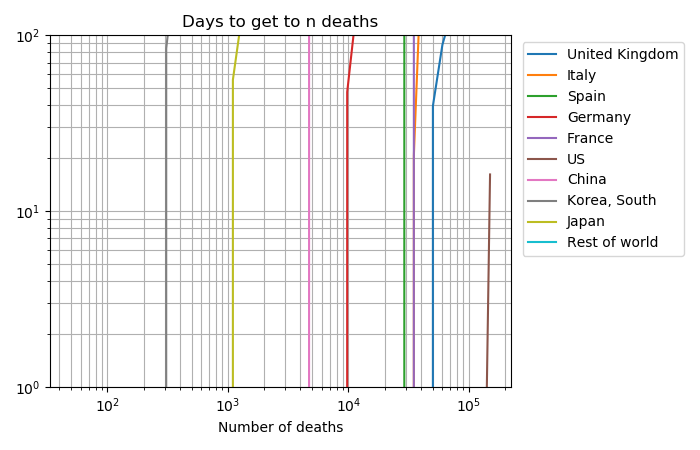 Days to get to n deaths
10²
10¹
10⁰
10²
10³
10⁴
10⁵
Number of deaths
United Kingdom
Italy
Spain
Germany
France
US
China
Korea, South
Japan
Rest of world